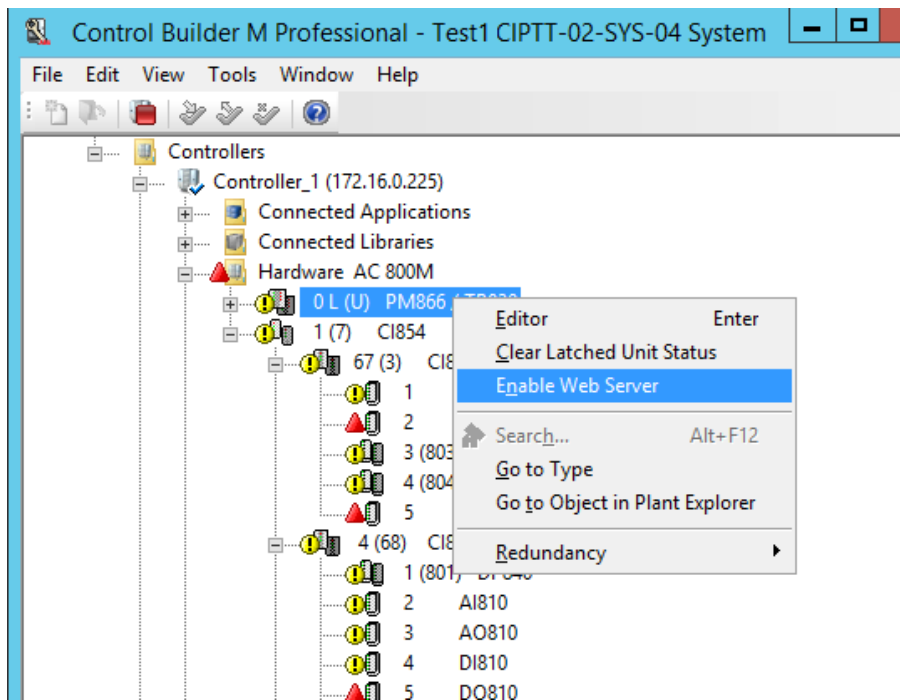 Control Builder M Professional - Test1 CIPTT-02-SYS-04 System
File Edit View Tools Window Help
Controllers
Controller_1 (172.16.0.225)
Connected Applications
Connected Libraries
Hardware AC 800M
0 L (U) PM866 /
1 (7) CI854
67 (3)
1
2
3 (803
4 (804
5
4 (68)
1 (801)
2 AI810
3 AO810
4 DI810
5 DO810
Editor Enter
Clear Latched Unit Status
Enable Web Server
Search... Alt+F12
Go to Type
Go to Object in Plant Explorer
Redundancy